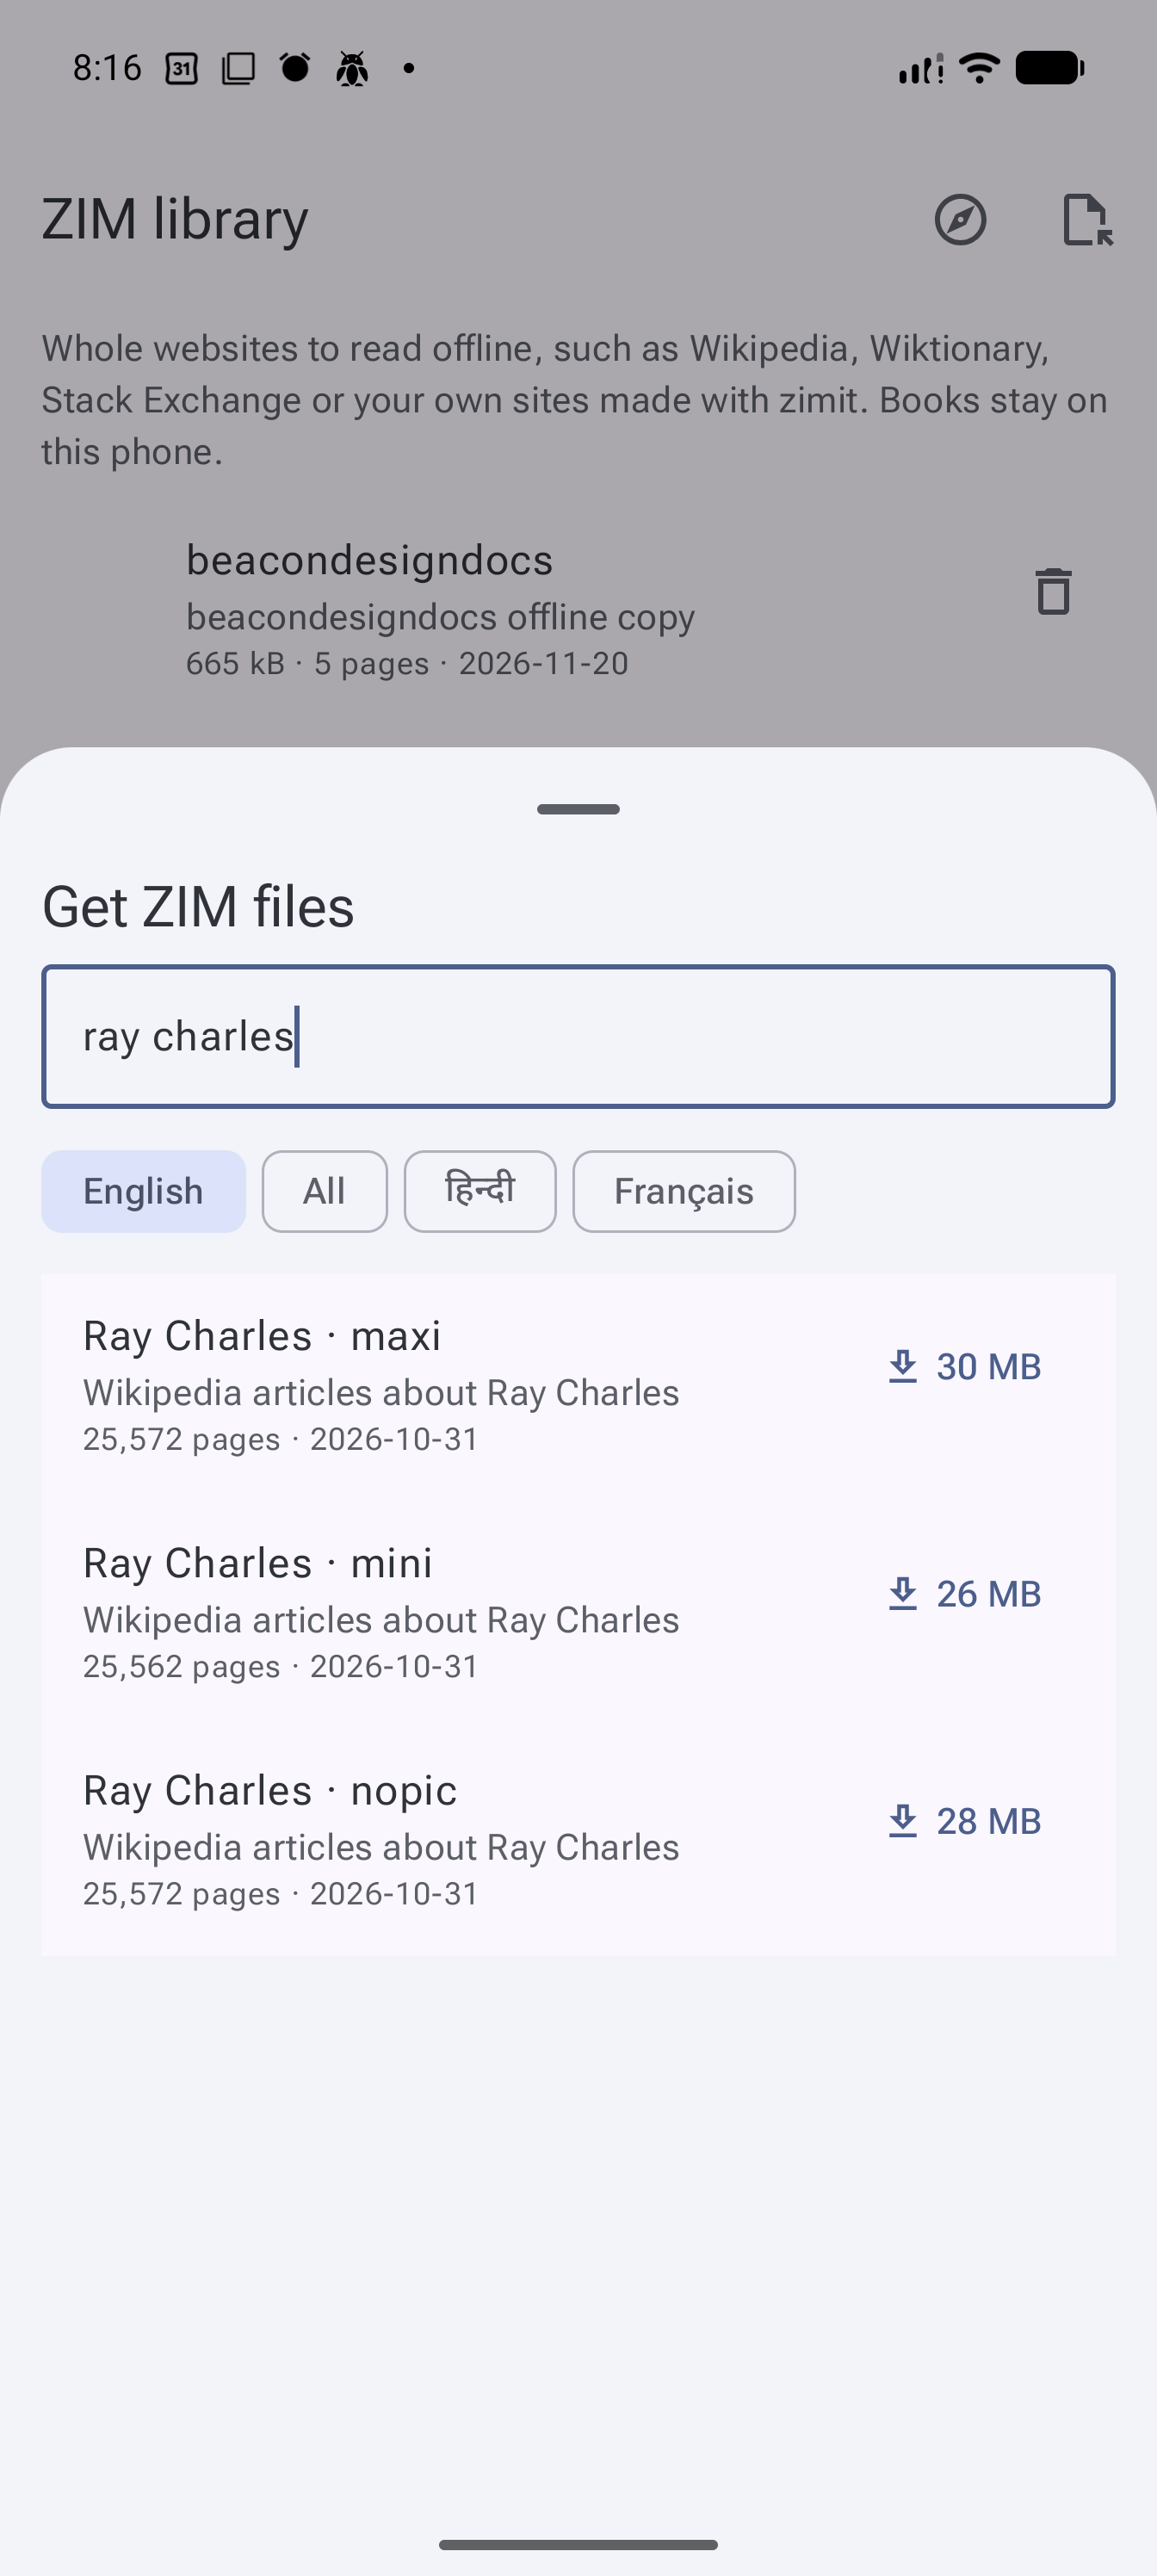 8:16 31
ZIM library
Whole websites to read offline, such as Wikipedia, Wiktionary,
Stack Exchange or your own sites made with zimit. Books stay on
this phone.
beacondesigndocs
beacondesigndocs offline copy
665 kB · 5 pages · 2026-11-20
Get ZIM files
ray charles
English All हिन्दी Français
Ray Charles · maxi
Wikipedia articles about Ray Charles
25,572 pages · 2026-10-31
30 MB
Ray Charles · mini
Wikipedia articles about Ray Charles
25,562 pages · 2026-10-31
26 MB
Ray Charles · nopic
Wikipedia articles about Ray Charles
25,572 pages · 2026-10-31
28 MB